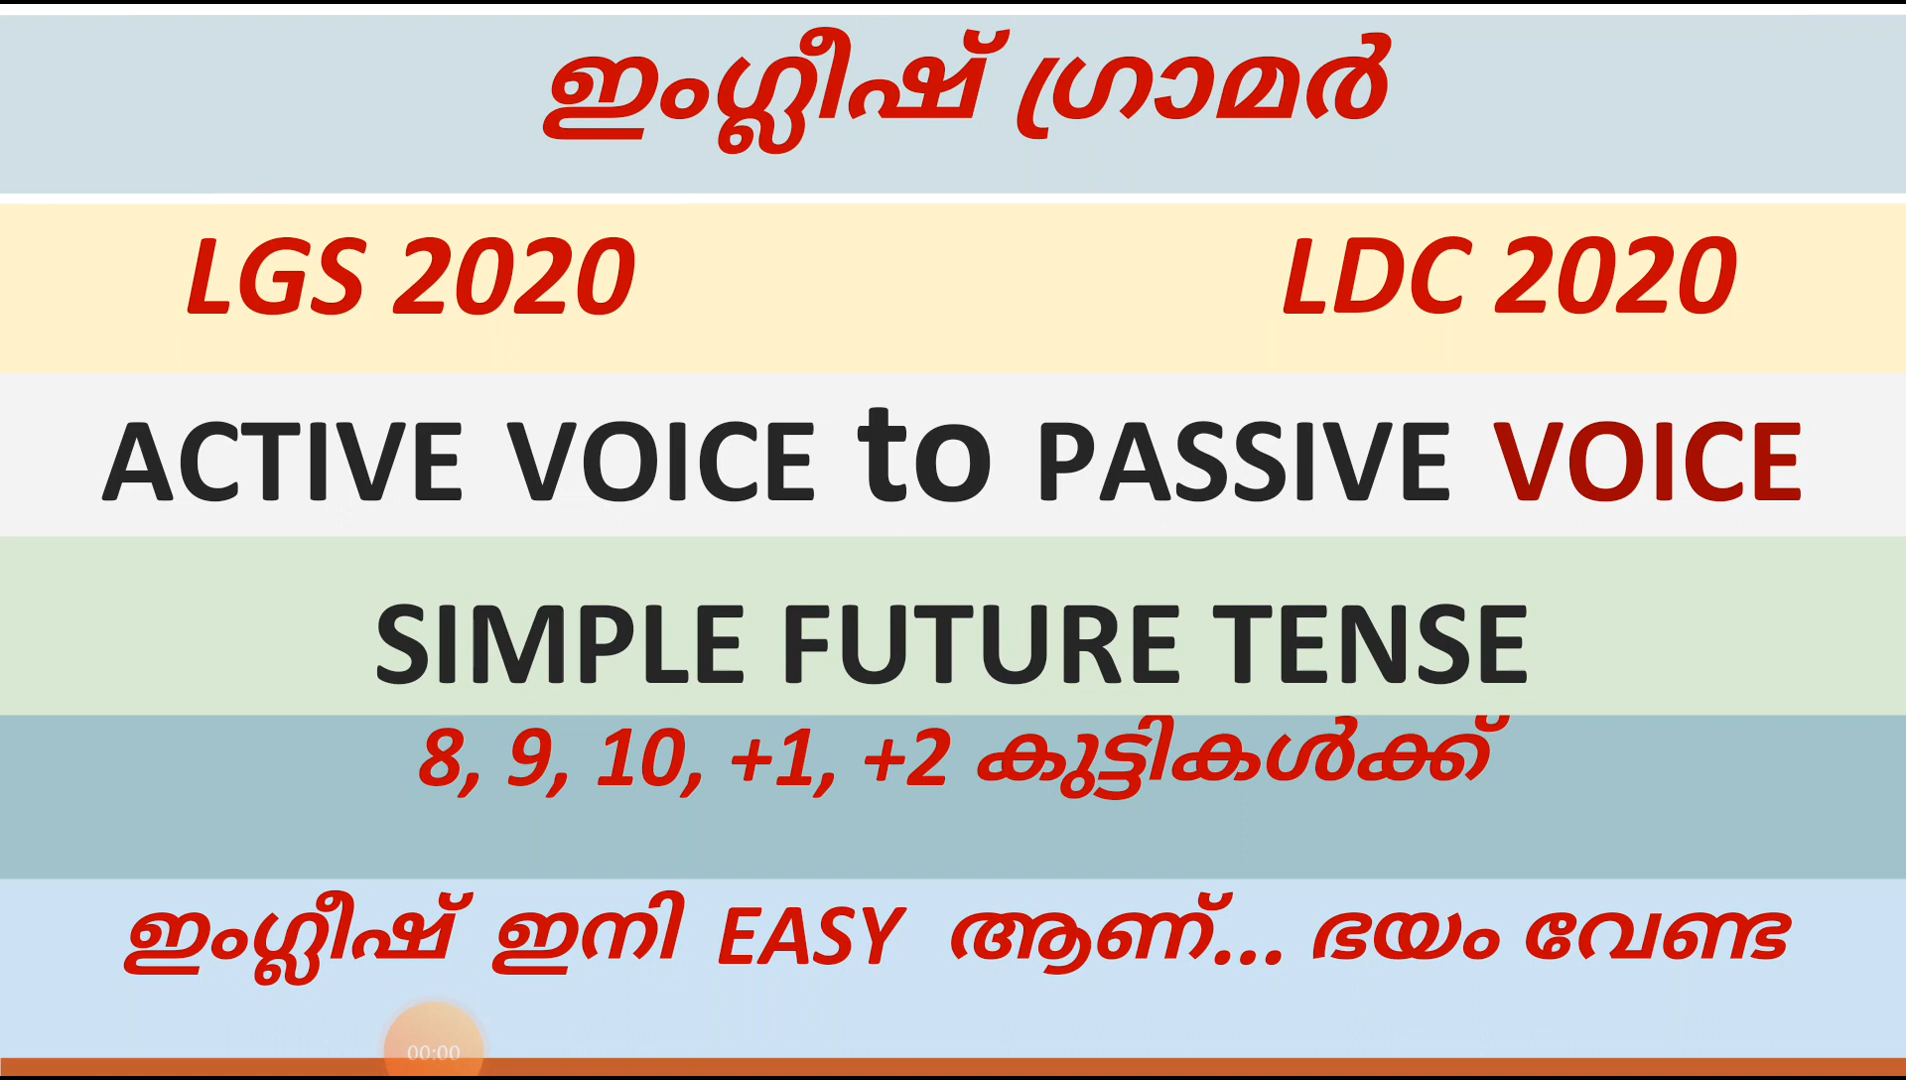 ഇംഗ്ലീഷ് ഗ്രാമർ
LGS 2020 LDC 2020
ACTIVE VOICE to PASSIVE VOICE
SIMPLE FUTURE TENSE
8, 9, 10, +1, +2 കുട്ടികൾക്ക്
ഇംഗ്ലീഷ് ഇനി EASY ആണ്... ഭയം വേണ്ട
00:00